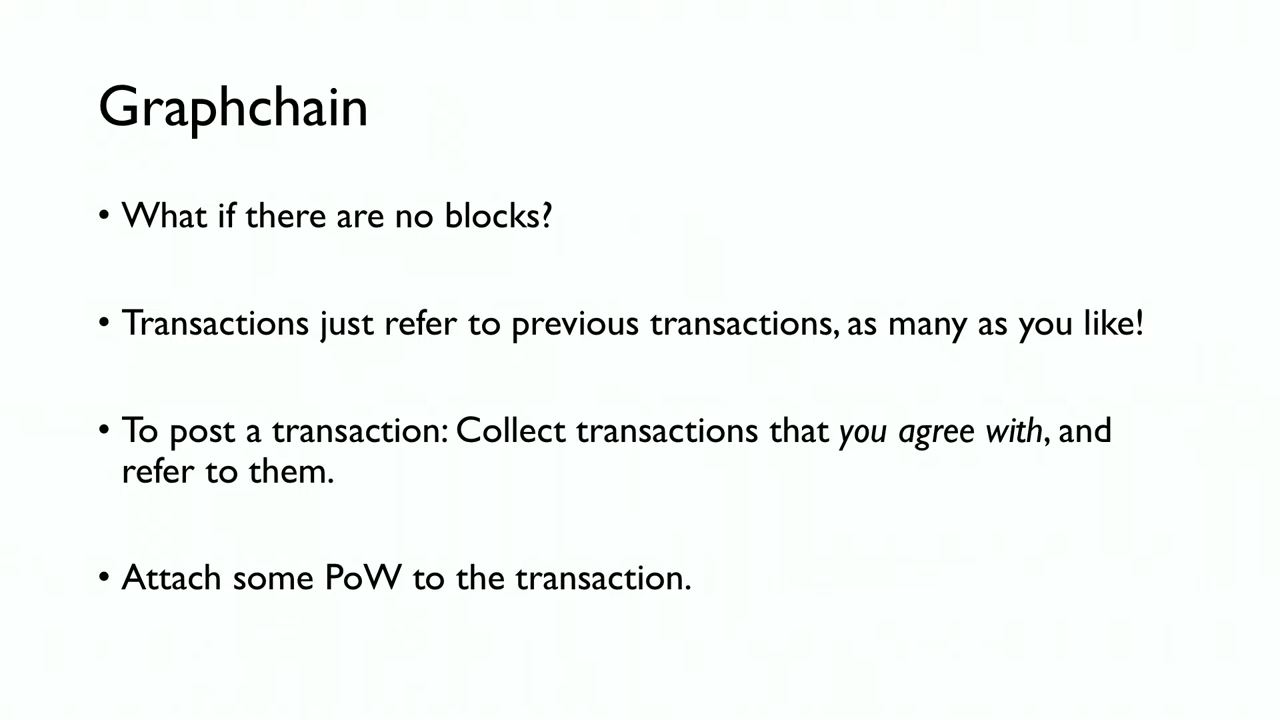 Graphchain
• What if there are no blocks?
• Transactions just refer to previous transactions, as many as you like!
• To post a transaction: Collect transactions that you agree with, and
refer to them.
• Attach some PoW to the transaction.